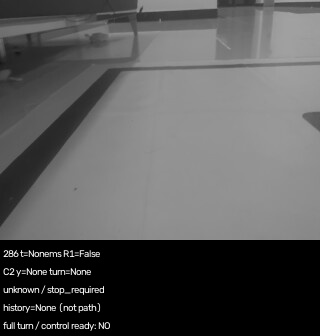 286 t=Nonems R1=False
C2 y=None turn=None
unknown / stop_required
history=None (not path)
full turn / control ready: NO